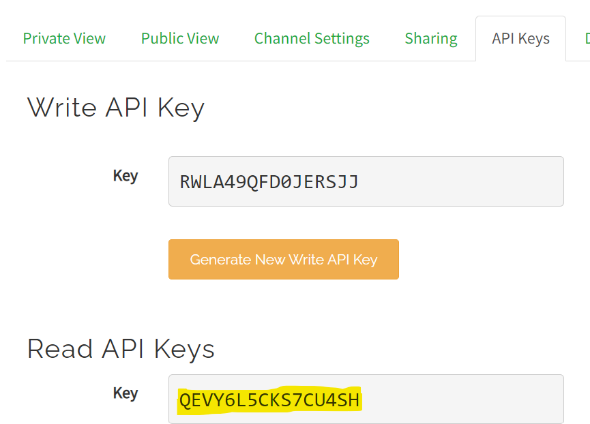 Private View Public View Channel Settings Sharing API Keys
Write API Key
Key RWLA49QFD0JERSJJ
Generate New Write API Key
Read API Keys
Key QEVY6L5CKS7CU4SH